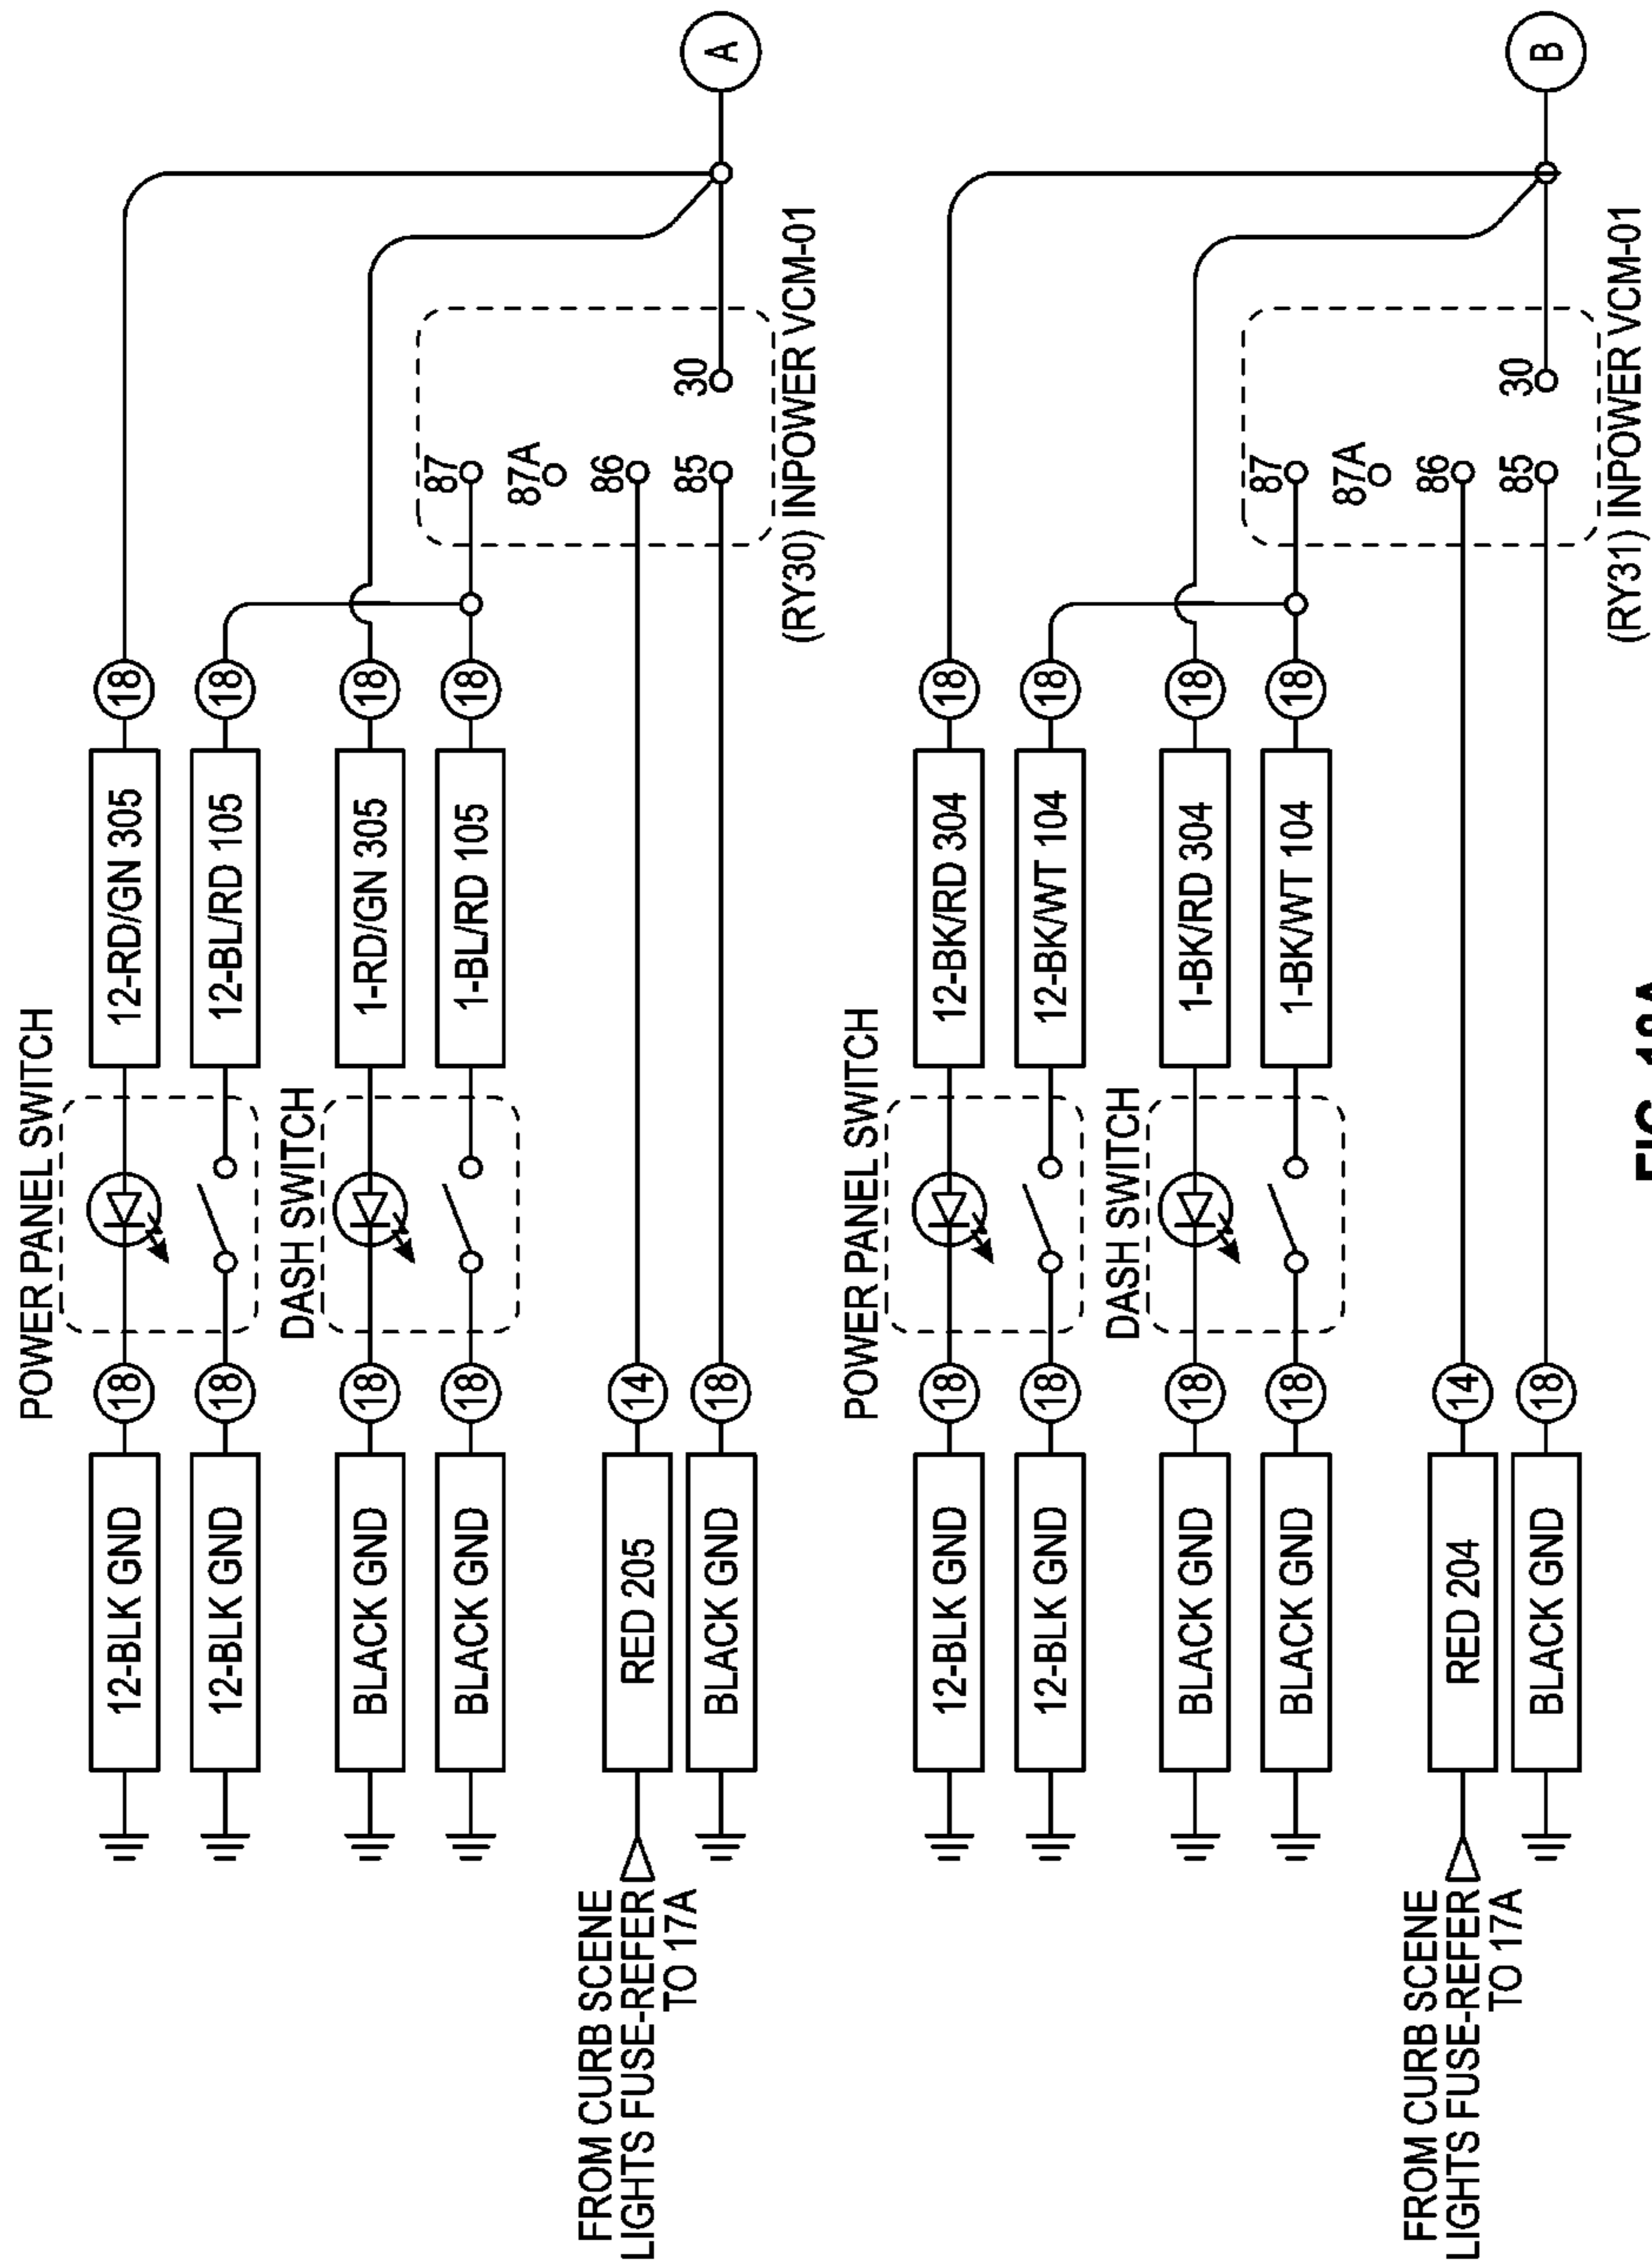 POWER PANEL SWITCH
12-BLK GND
18
18
12-RD/GN 305
12-BLK GND
18
18
12-BL/RD 105
DASH SWITCH
BLACK GND
18
18
1-RD/GN 305
BLACK GND
18
18
1-BL/RD 105
87
87A
86
85
30
FROM CURB SCENE
LIGHTS FUSE-REFER
TO 17A
RED 205
14
BLACK GND
18
A
(RY30) INPOWER VCM-01
POWER PANEL SWITCH
12-BLK GND
18
18
12-BK/RD 304
12-BLK GND
18
18
12-BK/WT 104
DASH SWITCH
BLACK GND
18
18
1-BK/RD 304
BLACK GND
18
18
1-BK/WT 104
87
87A
86
85
30
FROM CURB SCENE
LIGHTS FUSE-REFER
TO 17A
RED 204
14
BLACK GND
18
B
(RY31) INPOWER VCM-01